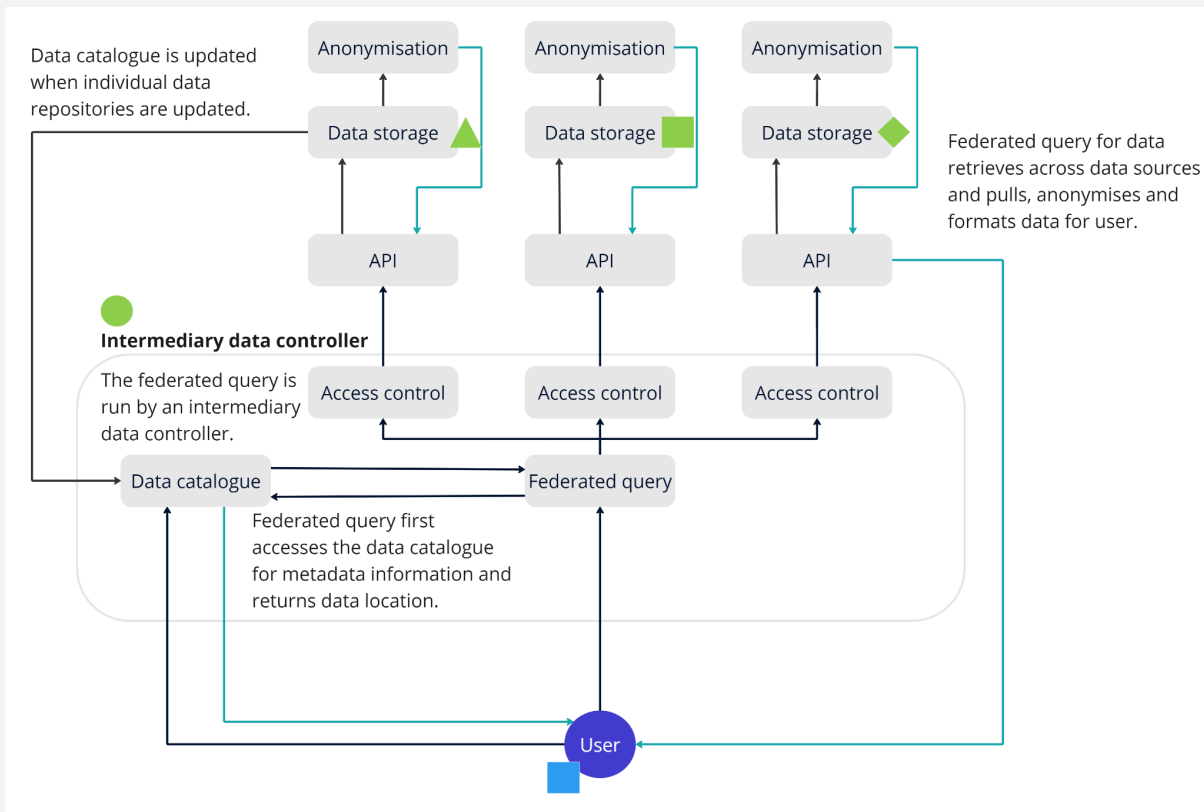 Anonymisation
Anonymisation
Anonymisation
Data catalogue is updated
when individual data
repositories are updated.
Data storage
Data storage
Data storage
Federated query for data
retrieves across data sources
and pulls, anonymises and
formats data for user.
API
API
API
Intermediary data controller
The federated query is
run by an intermediary
data controller.
Access control
Access control
Access control
Data catalogue
Federated query
Federated query first
accesses the data catalogue
for metadata information and
returns data location.
User